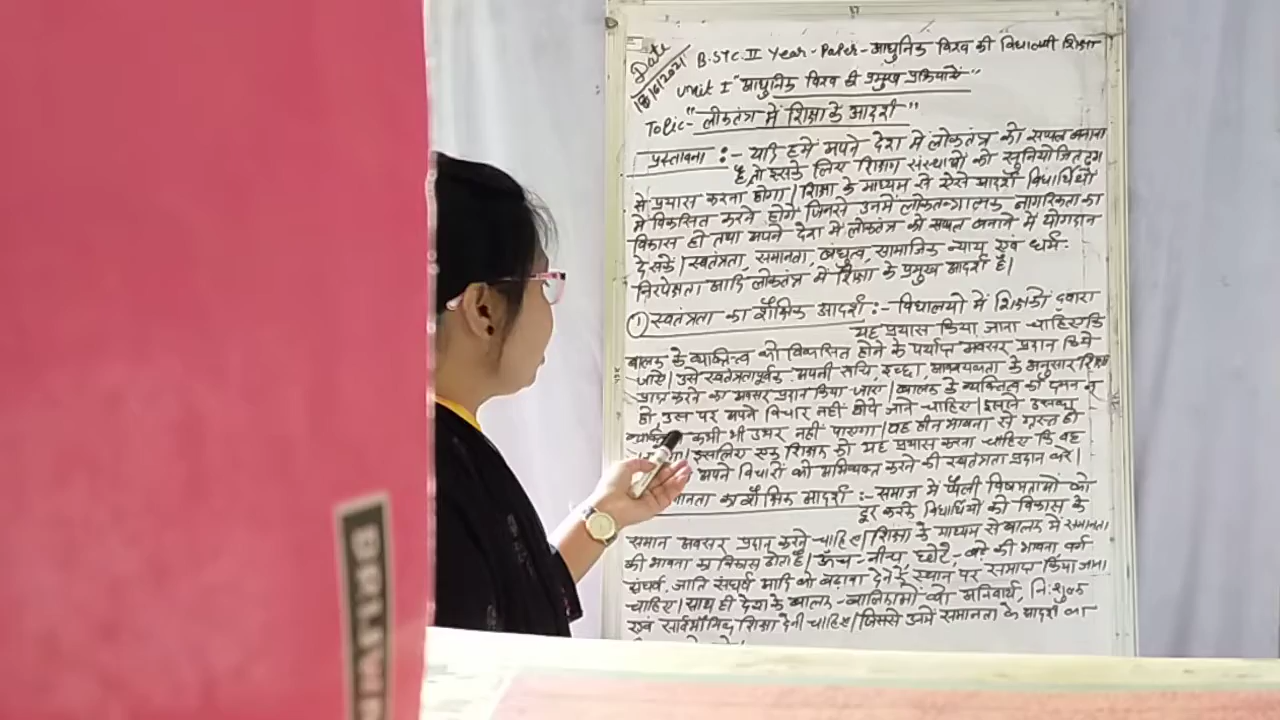 Date
18/6/2021
B.STC. II Year - Paper - आधुनिक विश्व की विद्यालयी शिक्षा
Unit I "आधुनिक विश्व की प्रमुख प्रक्रियायें"
Topic - "लोकतंत्र में शिक्षा के आदर्श"
प्रस्तावना :- यदि हमें अपने देश में लोकतंत्र को सफल बनाना
है, तो इसके लिए शिक्षण संस्थाओं को सुनियोजित ढंग
से प्रयास करना होगा। शिक्षा के माध्यम से ऐसे आदर्श विद्यार्थियों
में विकसित करने होंगे जिनसे उनमें लोकतन्त्रात्मक नागरिकता का
विकास हो तथा अपने देश में लोकतंत्र को सफल बनाने में योगदान
दे सकें। स्वतंत्रता, समानता, बंधुत्व, सामाजिक न्याय एवं धर्म-
निरपेक्षता आदि लोकतंत्र में शिक्षा के प्रमुख आदर्श हैं।
① स्वतंत्रता का शैक्षिक आदर्श :- विद्यालयों में शिक्षकों द्वारा
यह प्रयास किया जाना चाहिए कि
बालक के व्यक्तित्व को विकसित होने के पर्याप्त अवसर प्रदान किये
जाएं। उसे स्वतंत्रतापूर्वक अपनी रुचि, इच्छा, आवश्यकता के अनुसार शिक्षा
प्राप्त करने का अवसर प्रदान किया जाए। बालक के व्यक्तित्व का दमन न
हो, उस पर अपने विचार नहीं थोपे जाने चाहिए। इससे उसका
कभी भी उभर नहीं पाएगा। वह हीन भावना से ग्रस्त हो
इसलिए एक शिक्षक को यह प्रयास करना चाहिए कि वह
अपने विचारों को अभिव्यक्त करने की स्वतंत्रता प्रदान करे।
समानता का शैक्षिक आदर्श :- समाज में फैली विषमताओं को
दूर करके विद्यार्थियों को विकास के
समान अवसर प्रदान करने चाहिए। शिक्षा के माध्यम से बालक में समानता
की भावना का विकास होता है। ऊँच-नीच, छोटे-बड़े की भावना, वर्ग
संघर्ष, जाति संघर्ष आदि को बढ़ावा देने के स्थान पर समाप्त किया जाना
चाहिए। साथ ही देश के बालक-बालिकाओं को अनिवार्य, नि:शुल्क
एवं सार्वभौमिक शिक्षा देनी चाहिए। जिससे उनमें समानता के आदर्श का